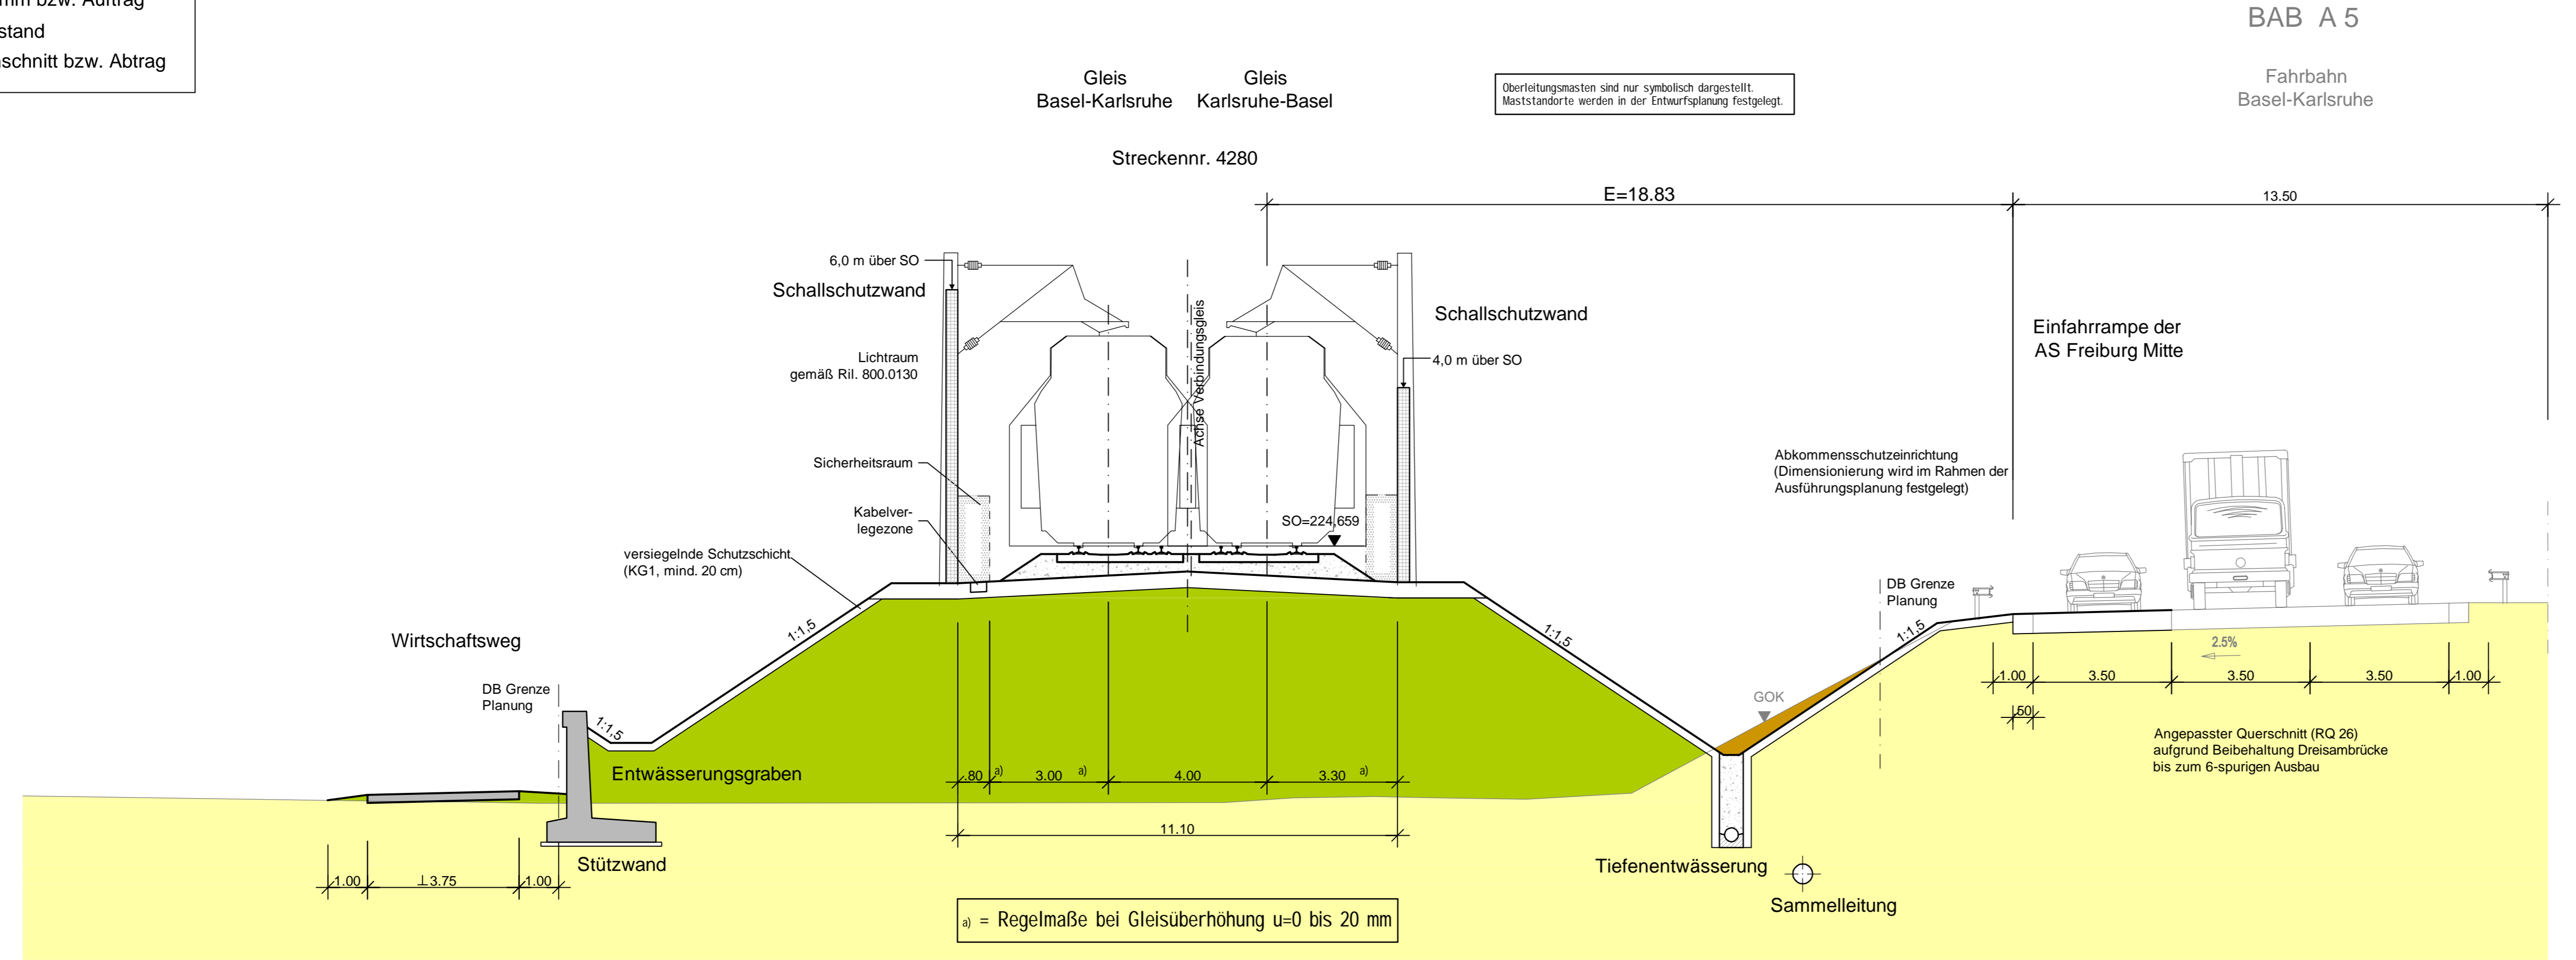 bzw. Auftrag
schnitt bzw. Abtrag
BAB A 5
Fahrbahn
Basel-Karlsruhe
Gleis
Basel-Karlsruhe
Gleis
Karlsruhe-Basel
Oberleitungsmasten sind nur symbolisch dargestellt.
Maststandorte werden in der Entwurfsplanung festgelegt.
Streckennr. 4280
E=18.83
13.50
6,0 m über SO
Schallschutzwand
Schallschutzwand
4,0 m über SO
Lichtraum
gemäß Ril. 800.0130
Achse Verbindungsgleis
Einfahrrampe der
AS Freiburg Mitte
Sicherheitsraum
Kabelver-
legezone
SO=224,659
Abkommensschutzeinrichtung
(Dimensionierung wird im Rahmen der
Ausführungsplanung festgelegt)
versiegelnde Schutzschicht
(KG1, mind. 20 cm)
DB Grenze
Planung
1:1,5
1:1,5
1:1,5
Wirtschaftsweg
2.5%
1.00
3.50
3.50
3.50
1.00
.50
DB Grenze
Planung
1:1,5
GOK
Angepasster Querschnitt (RQ 26)
aufgrund Beibehaltung Dreisambrücke
bis zum 6-spurigen Ausbau
Entwässerungsgraben
.80
a)
3.00
a)
4.00
3.30
a)
11.10
Stützwand
1.00
⊥3.75
1.00
Tiefenentwässerung
Sammelleitung
a) = Regelmaße bei Gleisüberhöhung u=0 bis 20 mm